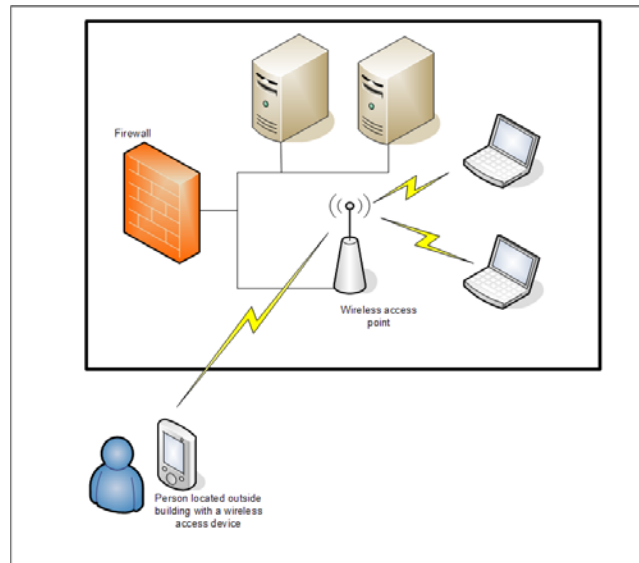 Firewall
Wireless access
point
Person located outside
building with a wireless
access device